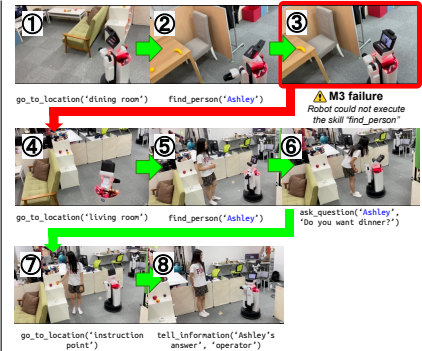 ① ② ③
go_to_location(‘dining room’) find_person(‘Ashley’)
M3 failure
Robot could not execute
the skill “find_person”
④ ⑤ ⑥
go_to_location(‘living room’) find_person(‘Ashley’)
ask_question(‘Ashley’,
‘Do you want dinner?’)
⑦ ⑧
go_to_location(‘instruction
point’)
tell_information(‘Ashley’s
answer’, ‘operator’)